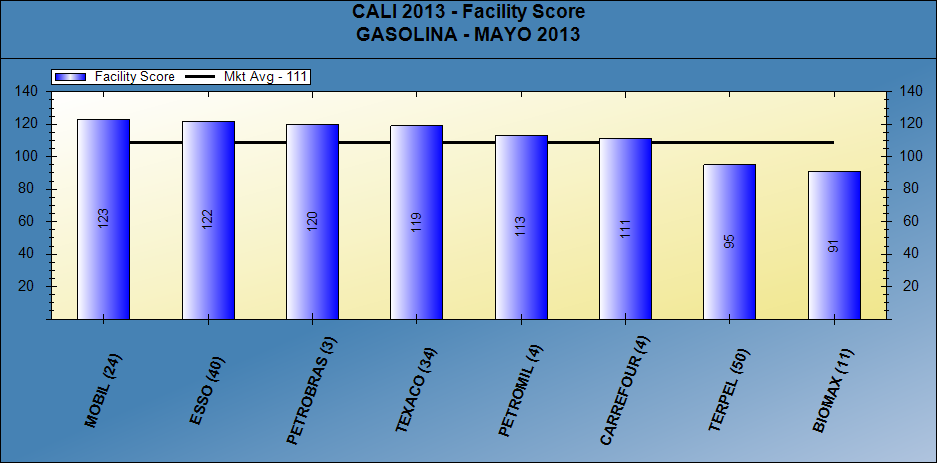 CALI 2013 - Facility Score
GASOLINA - MAYO 2013
Facility Score
Mkt Avg - 111
140
120
100
80
60
40
20
140
120
100
80
60
40
20
123
122
120
119
113
111
95
91
MOBIL (24)
ESSO (40)
PETROBRAS (3)
TEXACO (34)
PETROMIL (4)
CARREFOUR (4)
TERPEL (50)
BIOMAX (11)